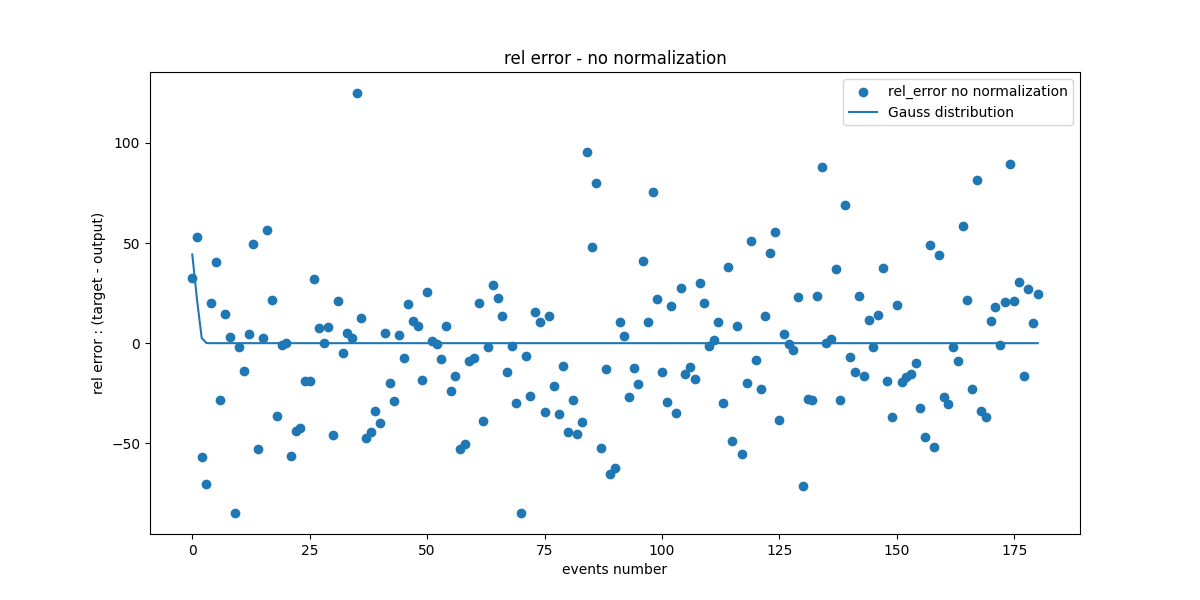 rel error - no normalization
rel_error no normalization
Gauss distribution
rel error : (target - output)
100
50
0
−50
0
25
50
75
100
125
150
175
events number